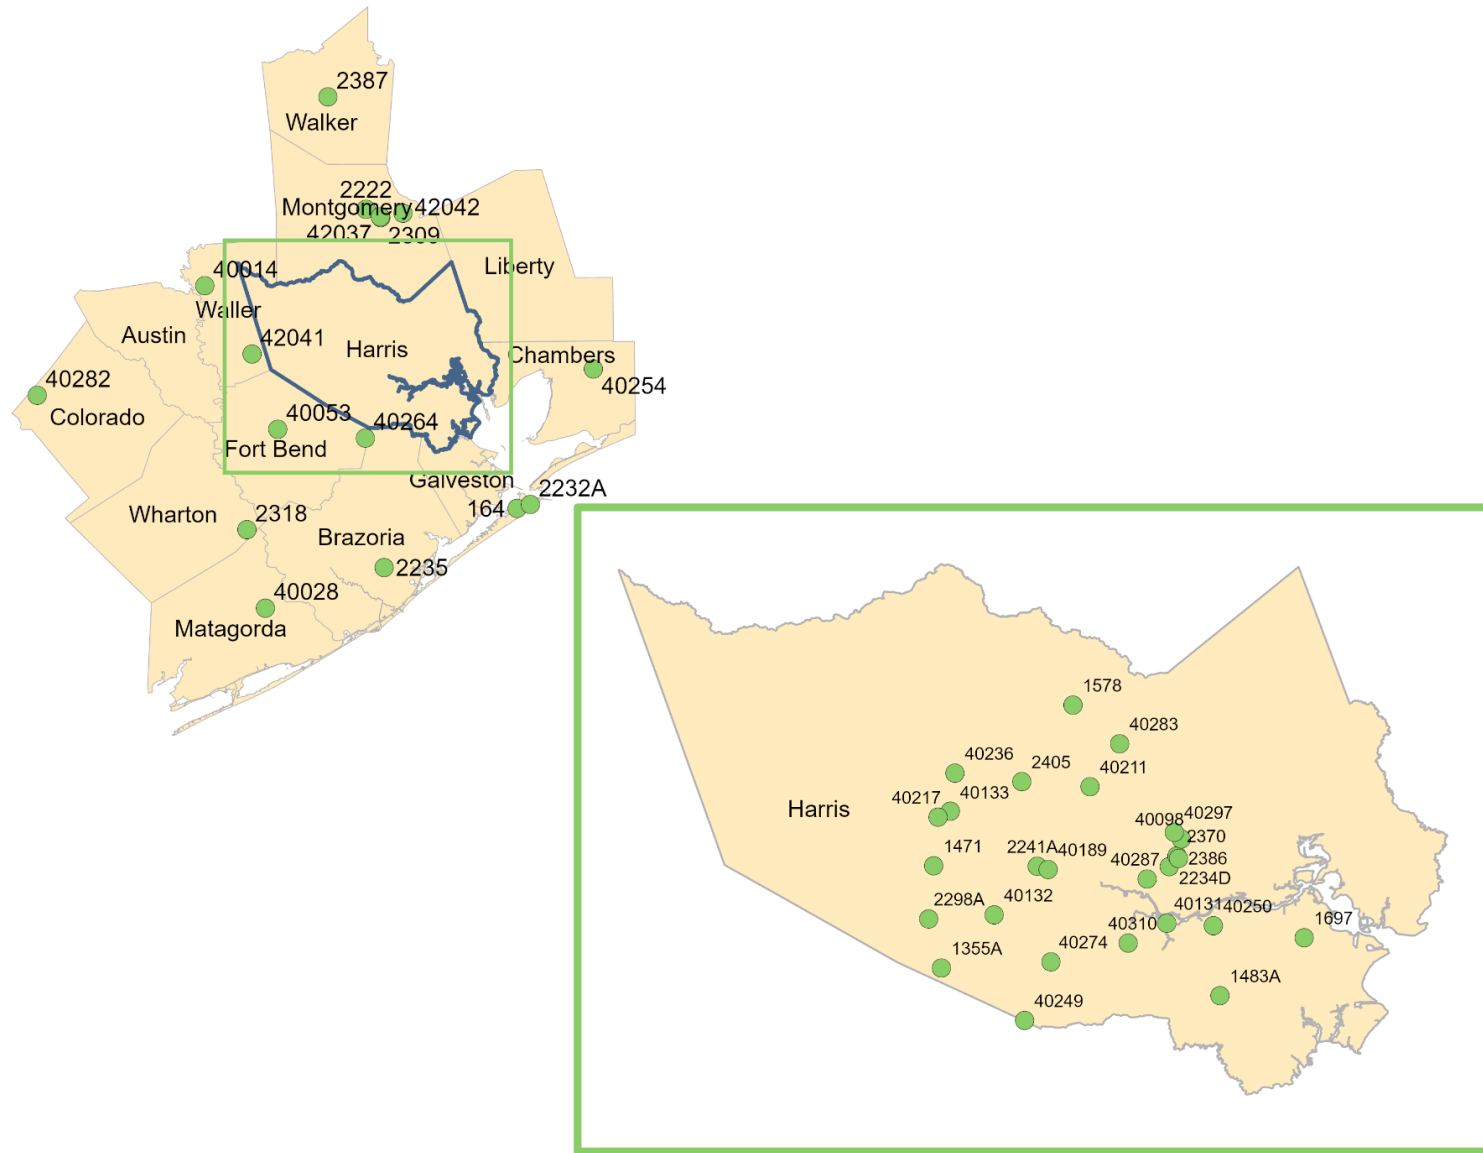 2387
Walker
2222
Montgomery 42042
42037 2309
40014
Liberty
Waller
Austin
42041
Harris
Chambers
40254
40282
Colorado
40053
40264
Fort Bend
Galveston
2232A
164
Wharton
2318
Brazoria
2235
40028
Matagorda
1578
40283
40236
2405
40211
40217
40133
Harris
40098
40297
2370
1471
2241A
40189
40287
2386
2234D
2298A
40132
40310
40131
40250
1697
1355A
40274
1483A
40249